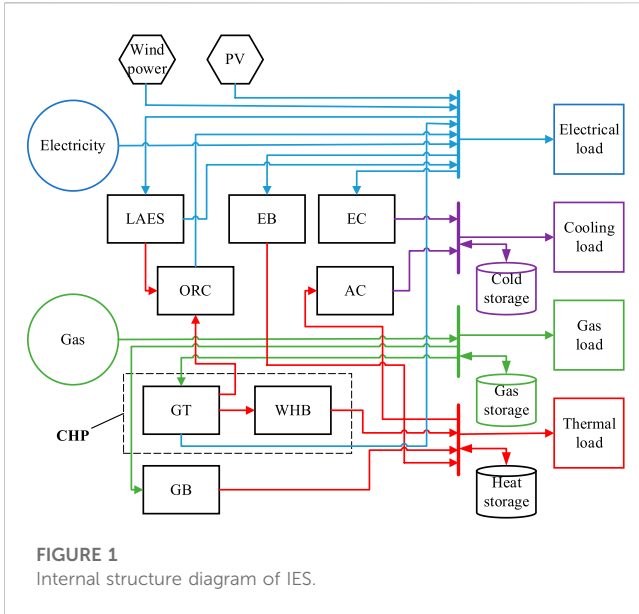 Wind
power
PV
Electricity
Electrical
load
LAES
EB
EC
Cooling
load
ORC
AC
Cold
storage
Gas
Gas
load
Gas
storage
GT
WHB
CHP
Thermal
load
GB
Heat
storage
FIGURE 1
Internal structure diagram of IES.